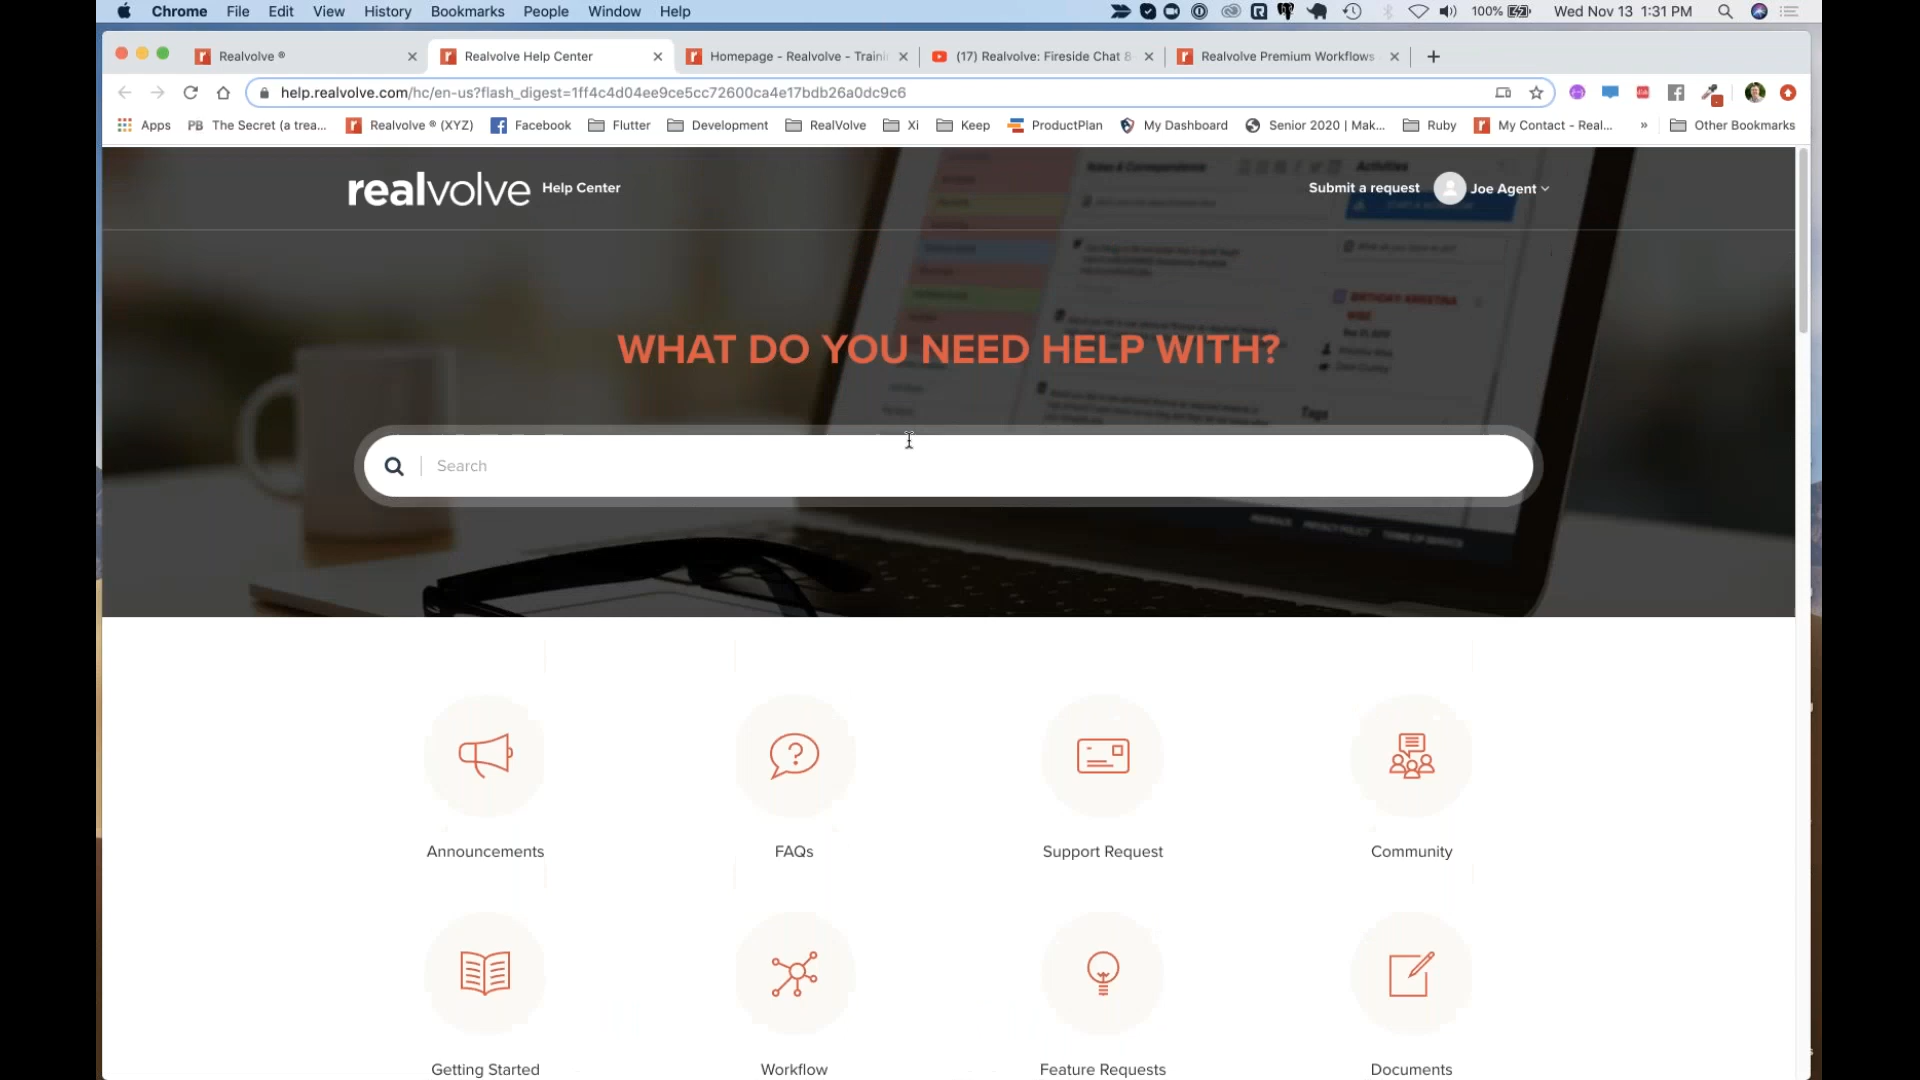 Chrome File Edit View History Bookmarks People Window Help 100% Wed Nov 13 1:31 PM
Realvolve ® Realvolve Help Center Homepage - Realvolve - Traini (17) Realvolve: Fireside Chat 8 Realvolve Premium Workflows
help.realvolve.com/hc/en-us?flash_digest=1ff4c4d04ee9ce5cc72600ca4e17bdb26a0dc9c6
Apps PB The Secret (a trea... Realvolve ® (XYZ) Facebook Flutter Development RealVolve Xi Keep ProductPlan My Dashboard Senior 2020 | Mak... Ruby My Contact - Real... » Other Bookmarks
realvolve Help Center Submit a request Joe Agent
WHAT DO YOU NEED HELP WITH?
Search
Announcements FAQs Support Request Community
Getting Started Workflow Feature Requests Documents